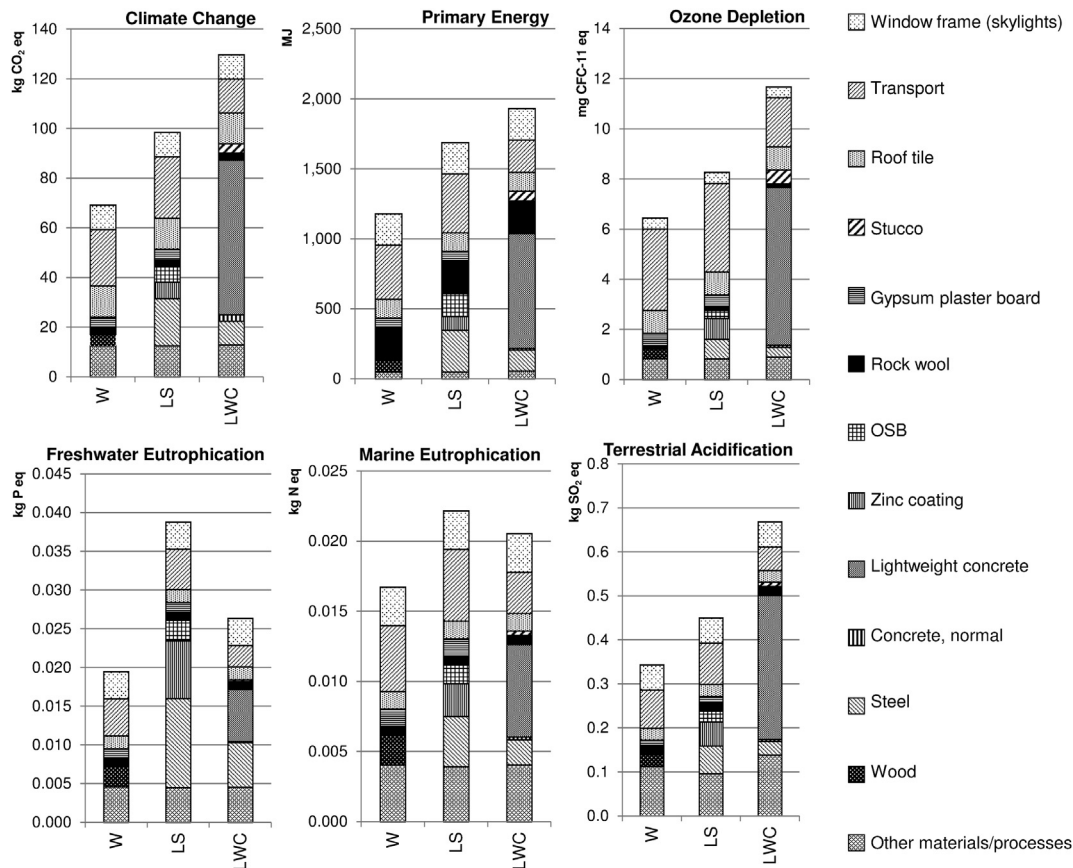 Climate Change
kg CO2 eq
140
120
100
80
60
40
20
0
W
LS
LWC
Primary Energy
MJ
2,500
2,000
1,500
1,000
500
0
W
LS
LWC
Ozone Depletion
mg CFC-11 eq
14
12
10
8
6
4
2
0
W
LS
LWC
Freshwater Eutrophication
kg P eq
0.045
0.040
0.035
0.030
0.025
0.020
0.015
0.010
0.005
0.000
W
LS
LWC
Marine Eutrophication
kg N eq
0.025
0.020
0.015
0.010
0.005
0.000
W
LS
LWC
Terrestrial Acidification
kg SO2 eq
0.8
0.7
0.6
0.5
0.4
0.3
0.2
0.1
0.0
W
LS
LWC
Window frame (skylights)
Transport
Roof tile
Stucco
Gypsum plaster board
Rock wool
OSB
Zinc coating
Lightweight concrete
Concrete, normal
Steel
Wood
Other materials/processes